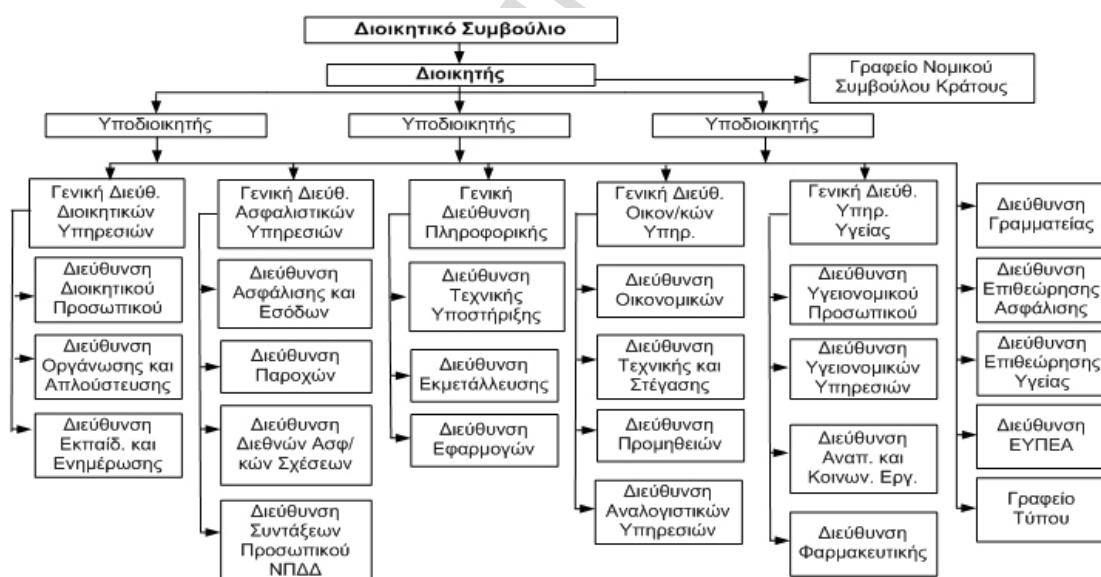 Διοικητικό Συμβούλιο
Διοικητής
Γραφείο Νομικού
Συμβούλου Κράτους
Υποδιοικητής
Υποδιοικητής
Υποδιοικητής
Γενική Διεύθ.
Διοικητικών
Υπηρεσιών
Διεύθυνση
Διοικητικού
Προσωπικού
Διεύθυνση
Οργάνωσης και
Απλούστευσης
Διεύθυνση
Εκπαίδ. και
Ενημέρωσης
Γενική Διεύθ.
Ασφαλιστικών
Υπηρεσιών
Διεύθυνση
Ασφάλισης και
Εσόδων
Διεύθυνση
Παροχών
Διεύθυνση
Διεθνών Ασφ/
κών Σχέσεων
Διεύθυνση
Συντάξεων
Προσωπικού
ΝΠΔΔ
Γενική
Διεύθυνση
Πληροφορικής
Διεύθυνση
Τεχνικής
Υποστήριξης
Διεύθυνση
Εκμετάλλευσης
Διεύθυνση
Εφαρμογών
Γενική Διεύθ.
Οικον/κών
Υπηρ.
Διεύθυνση
Οικονομικών
Διεύθυνση
Τεχνικής και
Στέγασης
Διεύθυνση
Προμηθειών
Διεύθυνση
Αναλογιστικών
Υπηρεσιών
Γενική Διεύθ.
Υπηρ.
Υγείας
Διεύθυνση
Υγειονομικού
Προσωπικού
Διεύθυνση
Υγειονομικών
Υπηρεσιών
Διεύθυνση
Αναπ. και
Κοινων. Εργ.
Διεύθυνση
Φαρμακευτικής
Διεύθυνση
Γραμματείας
Διεύθυνση
Επιθεώρησης
Ασφάλισης
Διεύθυνση
Επιθεώρησης
Υγείας
Διεύθυνση
ΕΥΠΕΑ
Γραφείο
Τύπου